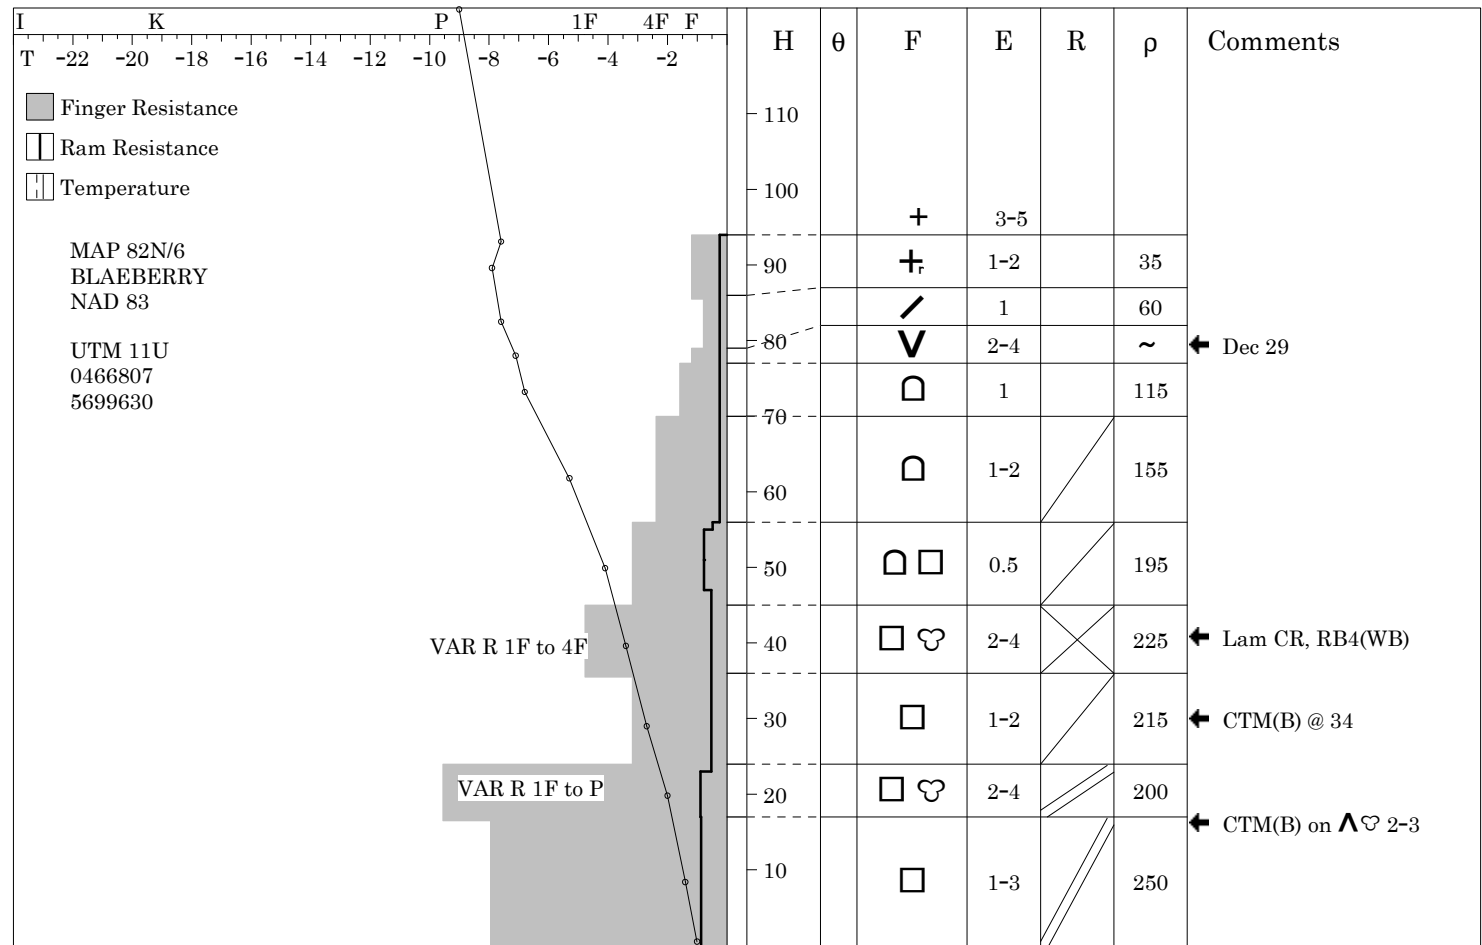 I K P 1F 4F F
T -22 -20 -18 -16 -14 -12 -10 -8 -6 -4 -2
H θ F E R ρ Comments
Finger Resistance
Ram Resistance
Temperature
MAP 82N/6
BLAEBERRY
NAD 83
UTM 11U
0466807
5699630
110
100
+ 3-5
90 +r 1-2 35
/ 1 60
80 V 2-4 ~ Dec 29
1 115
70
1-2 155
60
50 0.5 195
VAR R 1F to 4F 40 2-4 225 Lam CR, RB4(WB)
30 1-2 215 CTM(B) @ 34
VAR R 1F to P 20 2-4 200
CTM(B) on Λ 2-3
10 1-3 250